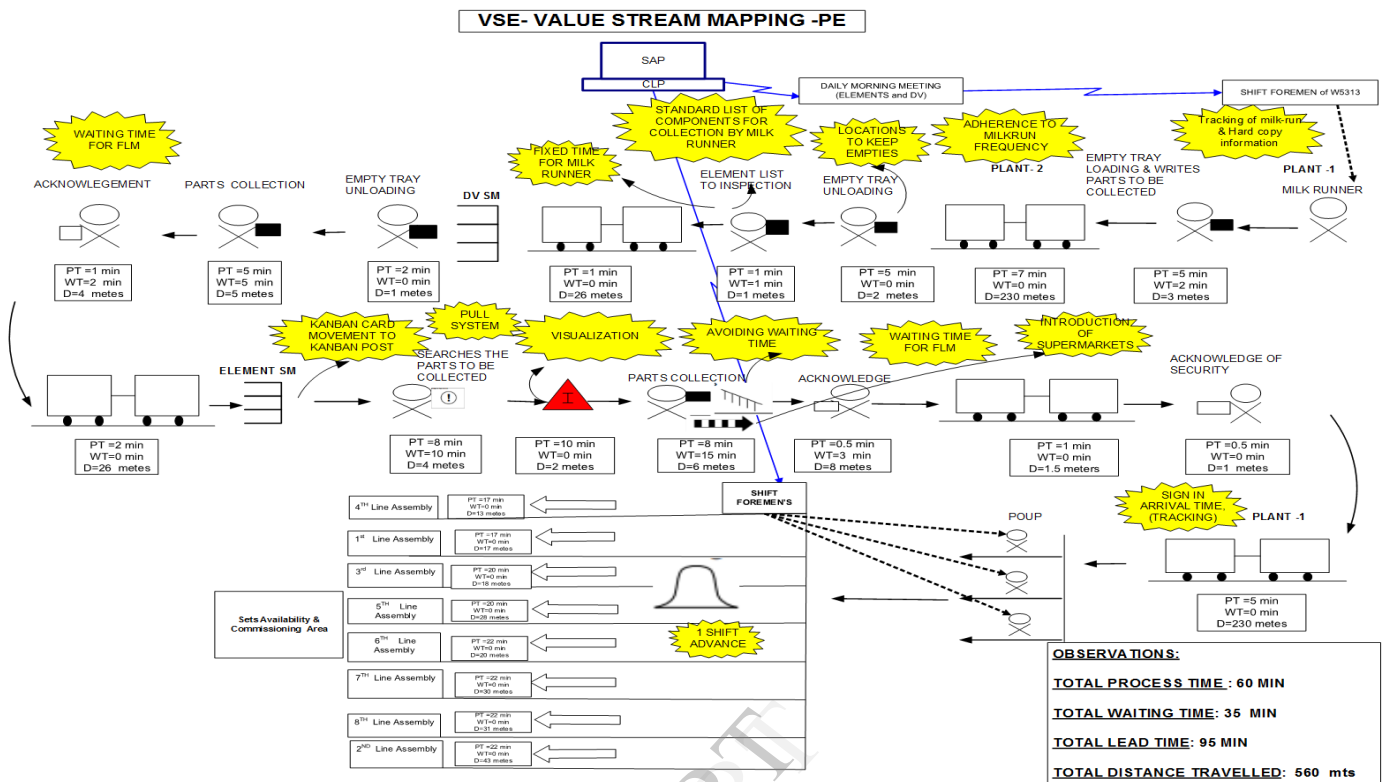 VSE- VALUE STREAM MAPPING -PE
SAP
CLP
DAILY MORNING MEETING
(ELEMENTS and DV)
SHIFT FOREMEN of W5313
WAITING TIME
FOR FLM
FIXED TIME
FOR MILK
RUNNER
STANDARD LIST OF
COMPONENTS FOR
COLLECTION BY MILK
RUNNER
LOCATIONS
TO KEEP
EMPTIES
ADHERENCE TO
MILKRUN
FREQUENCY
Tracking of milk-run
& Hard copy
information
PLANT- 2
PLANT -1
ACKNOWLEGEMENT
PARTS COLLECTION
EMPTY TRAY
UNLOADING
DV SM
ELEMENT LIST
TO INSPECTION
EMPTY TRAY
UNLOADING
EMPTY TRAY
LOADING & WRITES
PARTS TO BE
COLLECTED
MILK RUNNER
PT =1 min
WT=2 min
D=4 metes
PT =5 min
WT=5 min
D=5 metes
PT =2 min
WT=0 min
D=1 metes
PT =1 min
WT=0 min
D=26 metes
PT =1 min
WT=1 min
D=1 metes
PT =5 min
WT=0 min
D=2 metes
PT =7 min
WT=0 min
D=230 metes
PT =5 min
WT=2 min
D=3 metes
KANBAN CARD
MOVEMENT TO
KANBAN POST
PULL
SYSTEM
VISUALIZATION
AVOIDING WAITING
TIME
WAITING TIME
FOR FLM
INTRODUCTION
OF
SUPERMARKETS
ELEMENT SM
SEARCHES THE
PARTS TO BE
COLLECTED
!
I
PARTS COLLECTION
ACKNOWLEDGE
ACKNOWLEDGE OF
SECURITY
PT =2 min
WT=0 min
D=26 metes
PT =8 min
WT=10 min
D=4 metes
PT =10 min
WT=0 min
D=2 metes
PT =8 min
WT=15 min
D=6 metes
PT =0.5 min
WT=3 min
D=8 metes
PT =1 min
WT=0 min
D=1.5 meters
PT =0.5 min
WT=0 min
D=1 metes
SHIFT
FOREMEN'S
POUP
SIGN IN
ARRIVAL TIME,
(TRACKING)
PLANT -1
PT =5 min
WT=0 min
D=230 metes
4TH Line Assembly
PT =17 min
WT=0 min
D=13 metes
1st Line Assembly
PT =17 min
WT=0 min
D=17 metes
3rd Line Assembly
PT =20 min
WT=0 min
D=18 metes
5TH Line
Assembly
PT =20 min
WT=0 min
D=28 metes
6TH Line
Assembly
PT =22 min
WT=0 min
D=20 metes
7TH Line
Assembly
PT =22 min
WT=0 min
D=30 metes
8TH Line
Assembly
PT =22 min
WT=0 min
D=31 metes
2ND Line Assembly
PT =22 min
WT=0 min
D=43 metes
Sets Availability &
Commissioning Area
1 SHIFT
ADVANCE
OBSERVATIONS:
TOTAL PROCESS TIME : 60 MIN
TOTAL WAITING TIME: 35 MIN
TOTAL LEAD TIME: 95 MIN
TOTAL DISTANCE TRAVELLED: 560 mts